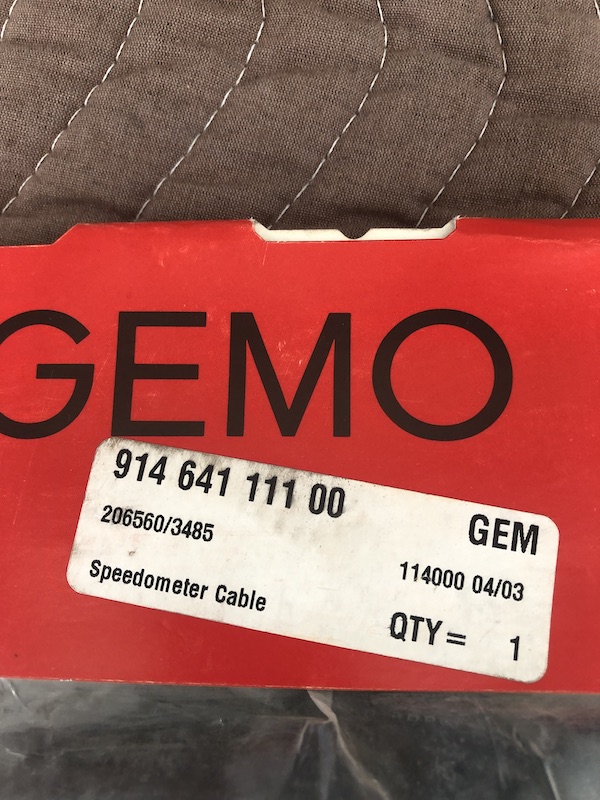 GEMO
914 641 111 00
GEM
206560/3485
114000 04/03
Speedometer Cable
QTY= 1